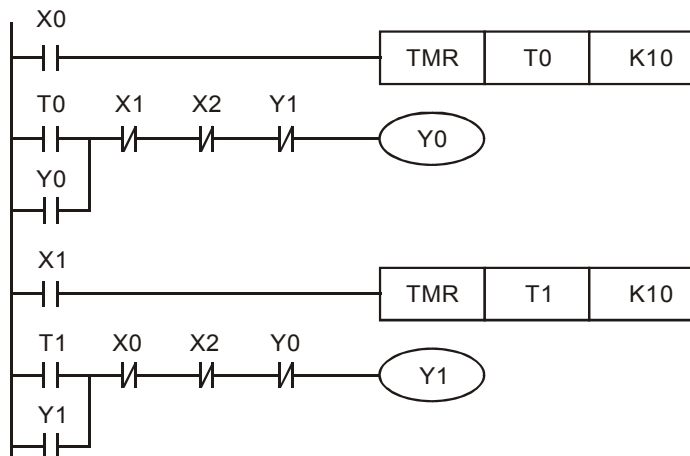 X0
TMR T0 K10
T0 X1 X2 Y1
Y0
Y0
X1
TMR T1 K10
T1 X0 X2 Y0
Y1
Y1